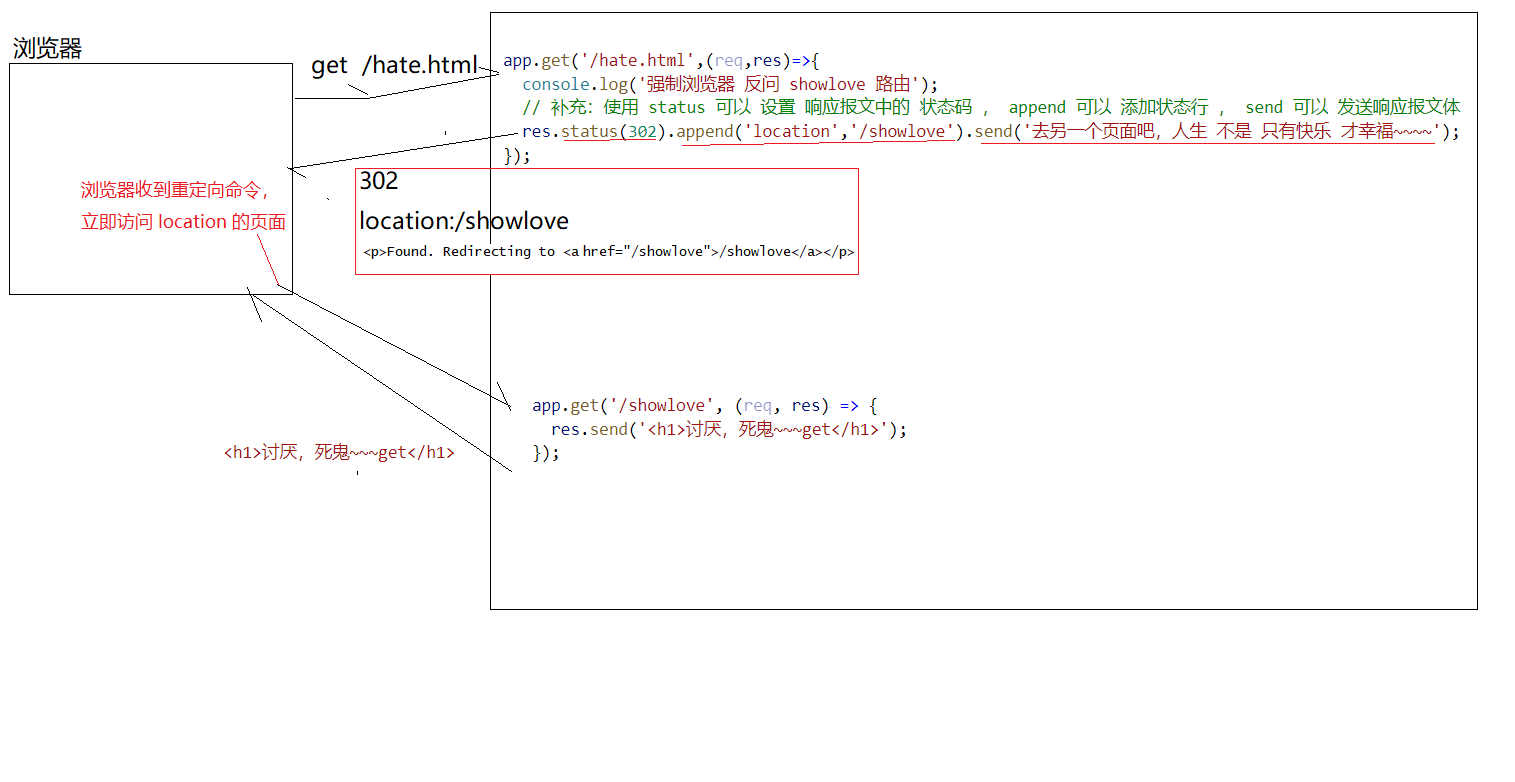 浏览器
get /hate.html
app.get('/hate.html',(req,res)=>{
console.log('强制浏览器 反问 showlove 路由');
// 补充：使用 status 可以 设置 响应报文中的 状态码 ， append 可以 添加状态行 ， send 可以 发送响应报文体
res.status(302).append('location','/showlove').send('去另一个页面吧，人生 不是 只有快乐 才幸福~~~~');
});
302
location:/showlove
<p>Found. Redirecting to <a href="/showlove">/showlove</a></p>
浏览器收到重定向命令，
立即访问 location 的页面
app.get('/showlove', (req, res) => {
res.send('<h1>讨厌，死鬼~~~get</h1>');
});
<h1>讨厌，死鬼~~~get</h1>